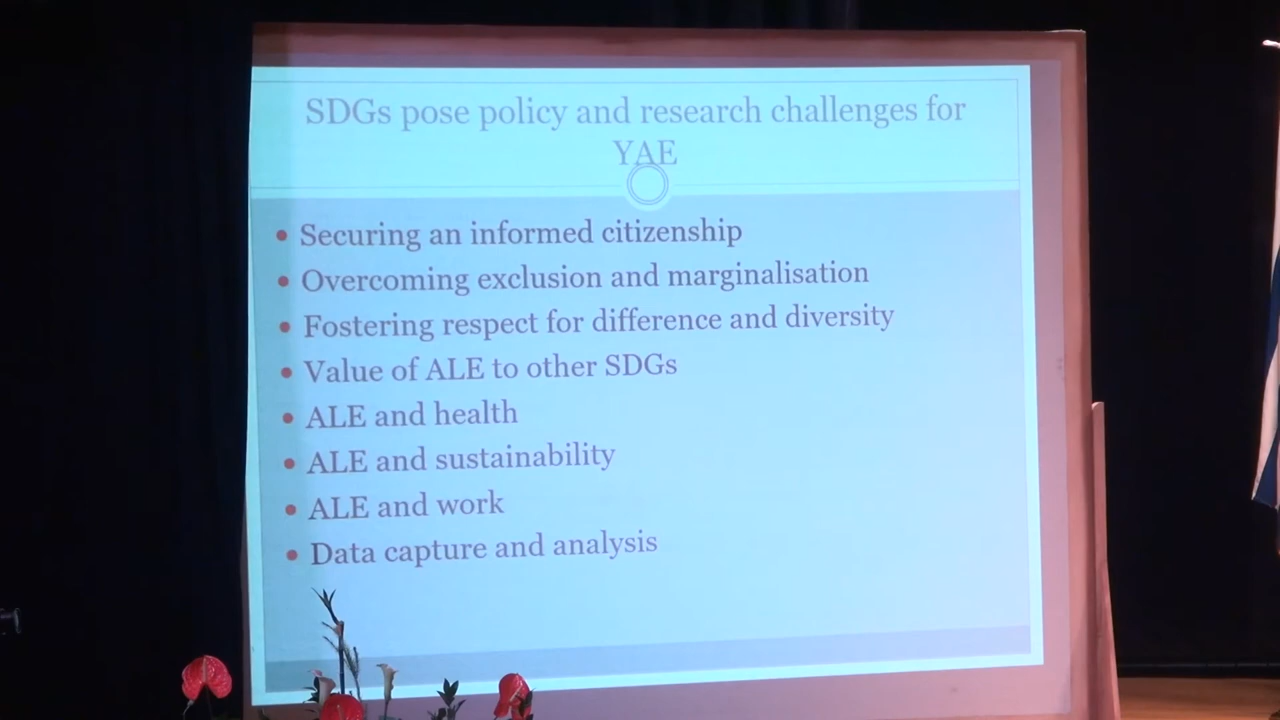 SDGs pose policy and research challenges for
YAE
• Securing an informed citizenship
• Overcoming exclusion and marginalisation
• Fostering respect for difference and diversity
• Value of ALE to other SDGs
• ALE and health
• ALE and sustainability
• ALE and work
• Data capture and analysis